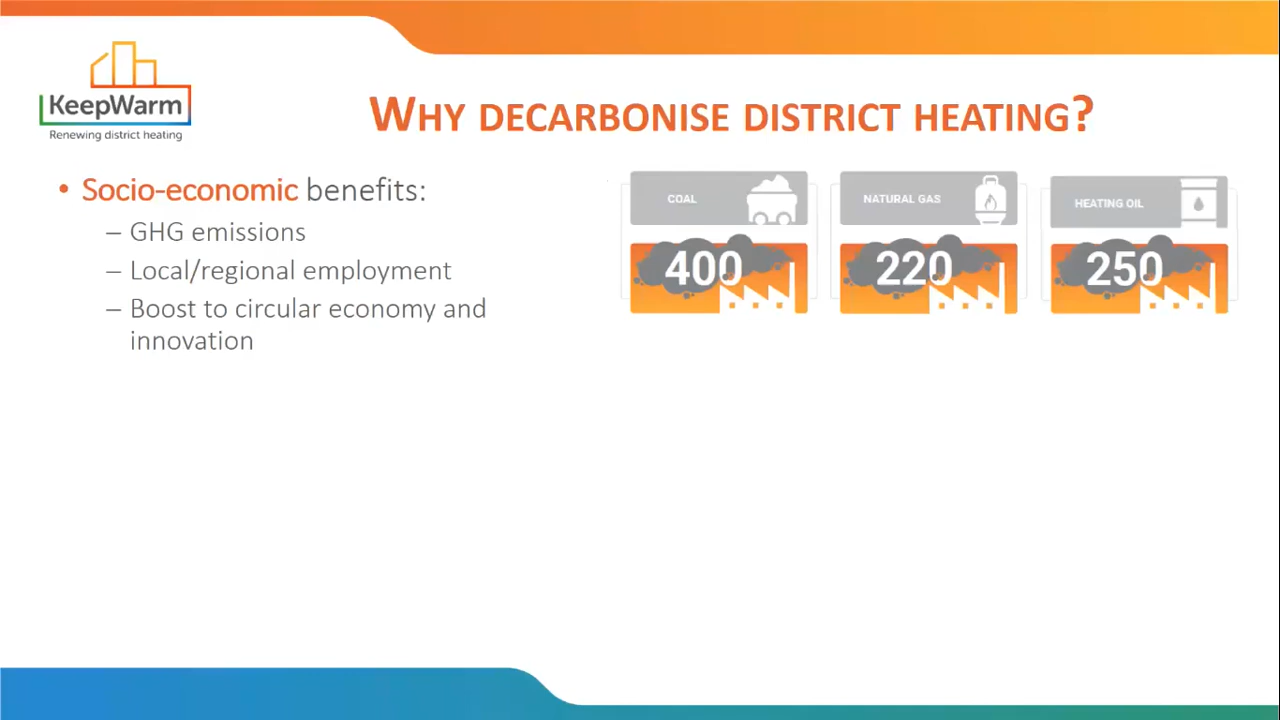 KeepWarm
Renewing district heating
WHY DECARBONISE DISTRICT HEATING?
• Socio-economic benefits:
– GHG emissions
– Local/regional employment
– Boost to circular economy and
innovation
COAL
400
NATURAL GAS
220
HEATING OIL
250